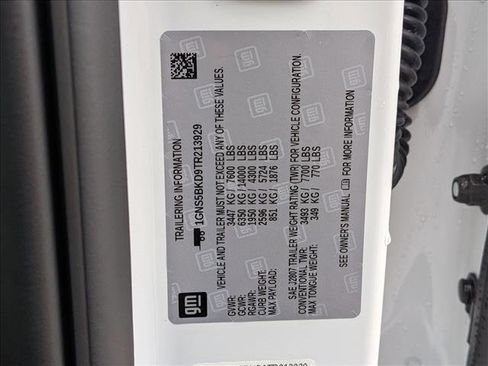 TRAILERING INFORMATION
1GNS5BKD9TR213929
VEHICLE AND TRAILER MUST NOT EXCEED ANY OF THESE VALUES.
GVWR: 3447 KG/ 7600 LBS
GCWR: 6350 KG/ 14000 LBS
RGAWR: 1950 KG/ 4300 LBS
CURB WEIGHT: 2596 KG/ 5724 LBS
MAX PAYLOAD: 851 KG/ 1876 LBS
SAE J2807 TRAILER WEIGHT RATING (TWR) FOR VEHICLE CONFIGURATION.
CONVENTIONAL TWR: 3493 KG/ 7700 LBS
MAX TONGUE WEIGHT: 349 KG/ 770 LBS
SEE OWNER'S MANUAL FOR MORE INFORMATION.
gm